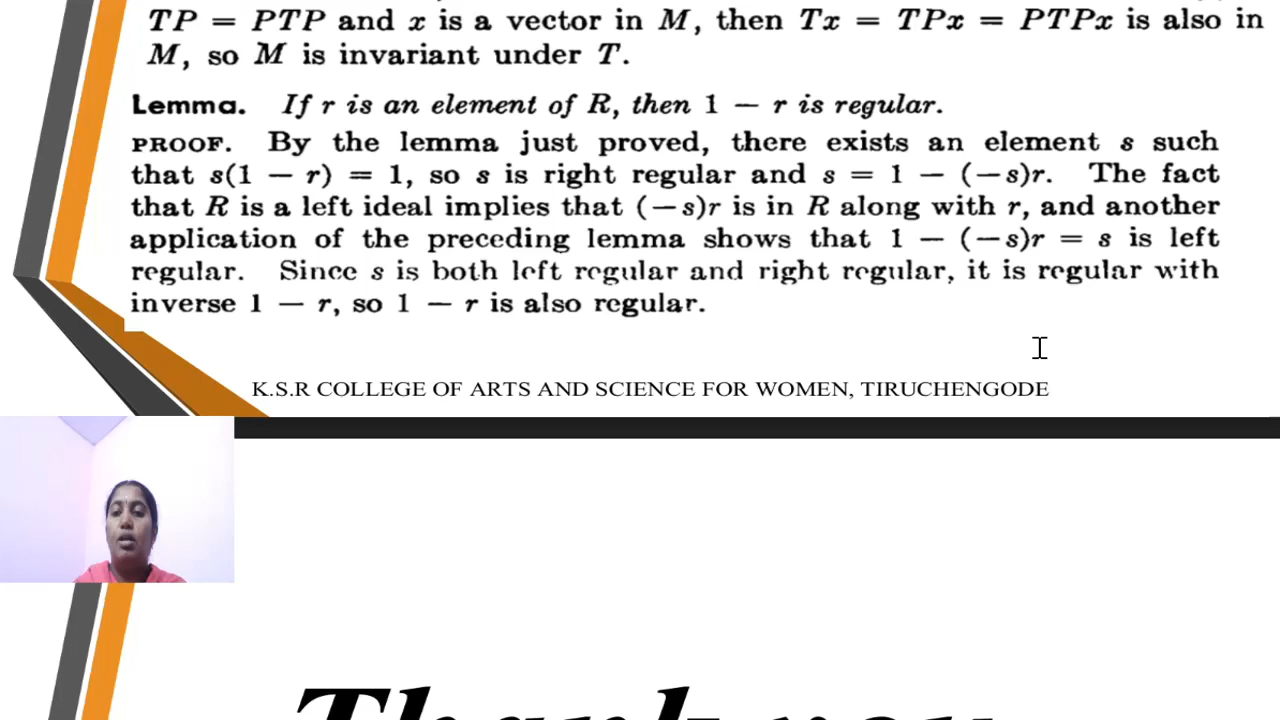 TP = PTP and x is a vector in M, then Tx = TPx = PTPx is also in
M, so M is invariant under T.
Lemma. If r is an element of R, then 1 − r is regular.
PROOF. By the lemma just proved, there exists an element s such
that s(1 − r) = 1, so s is right regular and s = 1 − (−s)r. The fact
that R is a left ideal implies that (−s)r is in R along with r, and another
application of the preceding lemma shows that 1 − (−s)r = s is left
regular. Since s is both left regular and right regular, it is regular with
inverse 1 − r, so 1 − r is also regular.
K.S.R COLLEGE OF ARTS AND SCIENCE FOR WOMEN, TIRUCHENGODE
Thank you